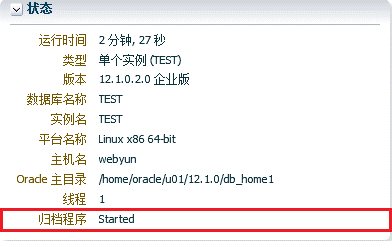 状态
运行时间 2 分钟, 27 秒
类型 单个实例 (TEST)
版本 12.1.0.2.0 企业版
数据库名称 TEST
实例名 TEST
平台名称 Linux x86 64-bit
主机名 webyun
Oracle 主目录 /home/oracle/u01/12.1.0/db_home1
线程 1
归档程序 Started